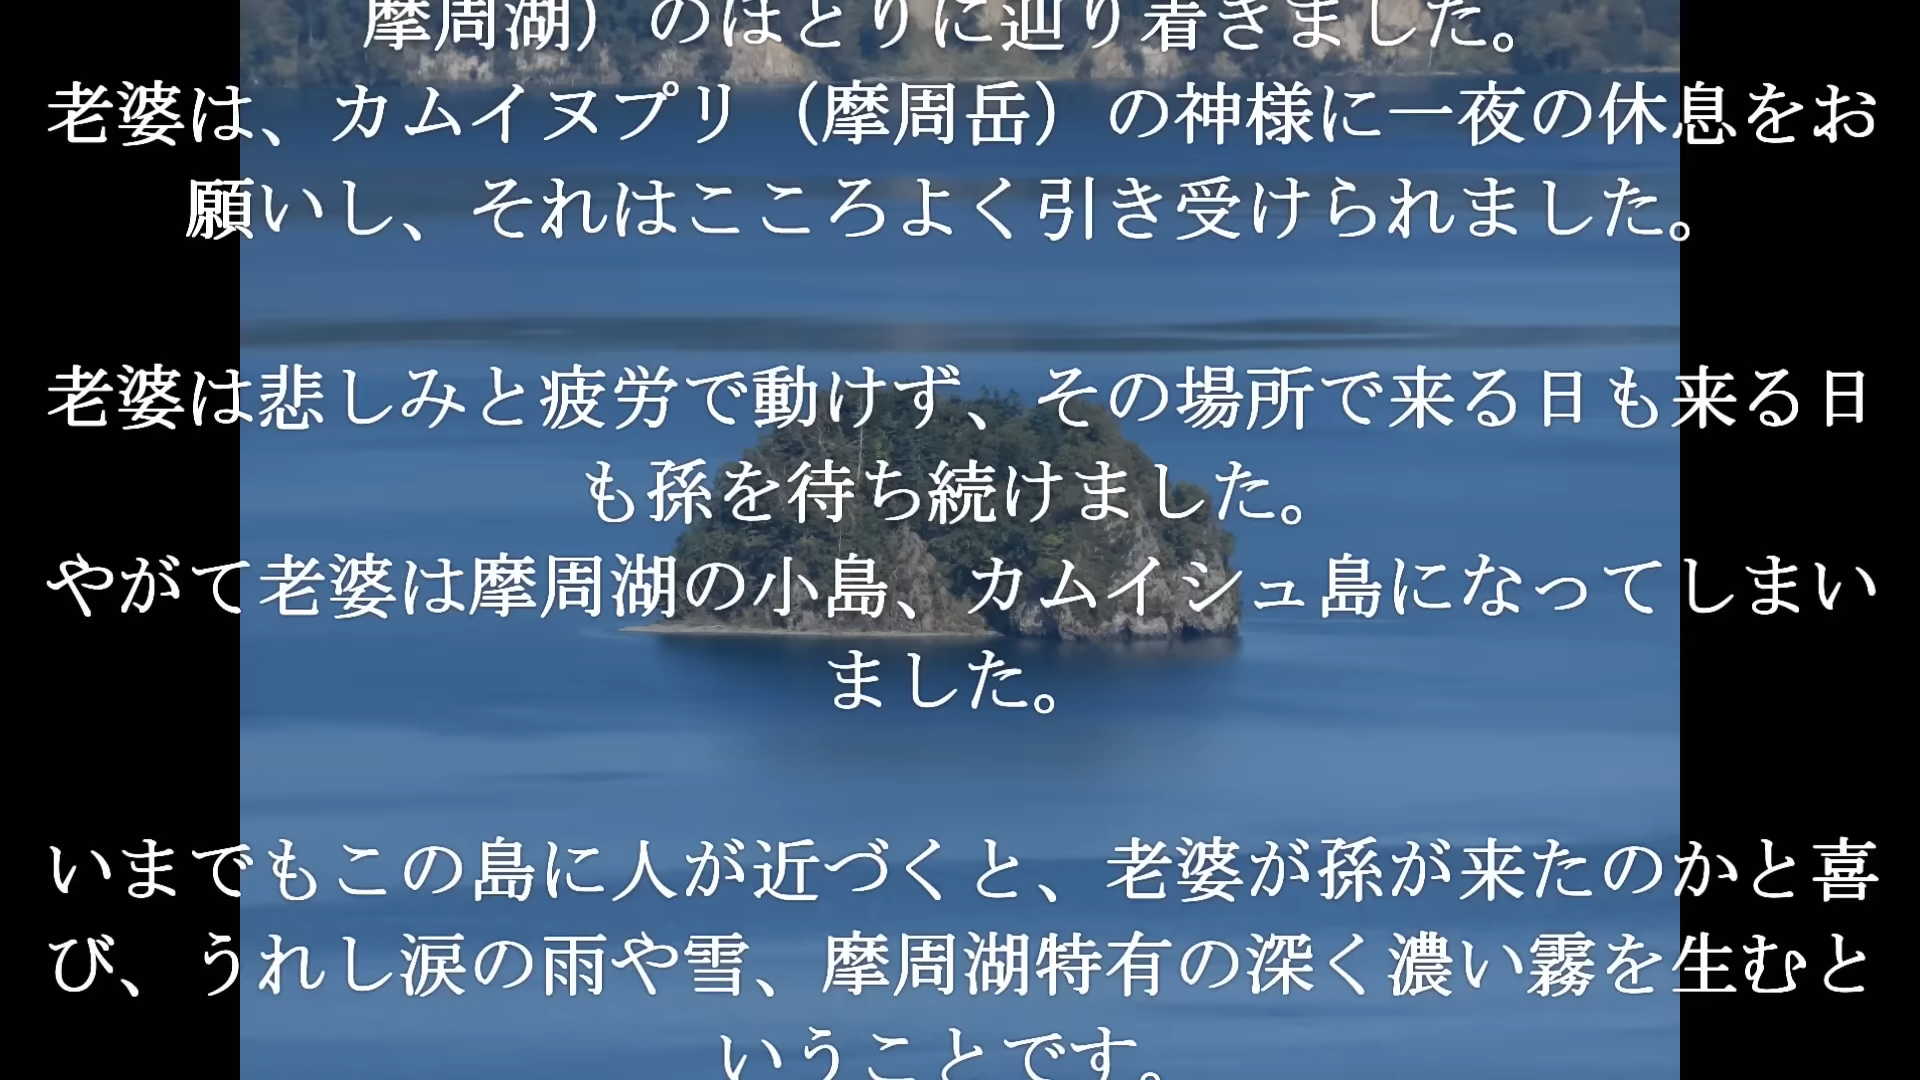 摩周湖）のほとりに辿り着きました。
老婆は、カムイヌプリ（摩周岳）の神様に一夜の休息をお
願いし、それはこころよく引き受けられました。
老婆は悲しみと疲労で動けず、その場所で来る日も来る日
も孫を待ち続けました。
やがて老婆は摩周湖の小島、カムイシュ島になってしまい
ました。
いまでもこの島に人が近づくと、老婆が孫が来たのかと喜
び、うれし涙の雨や雪、摩周湖特有の深く濃い霧を生むと
いうことです。